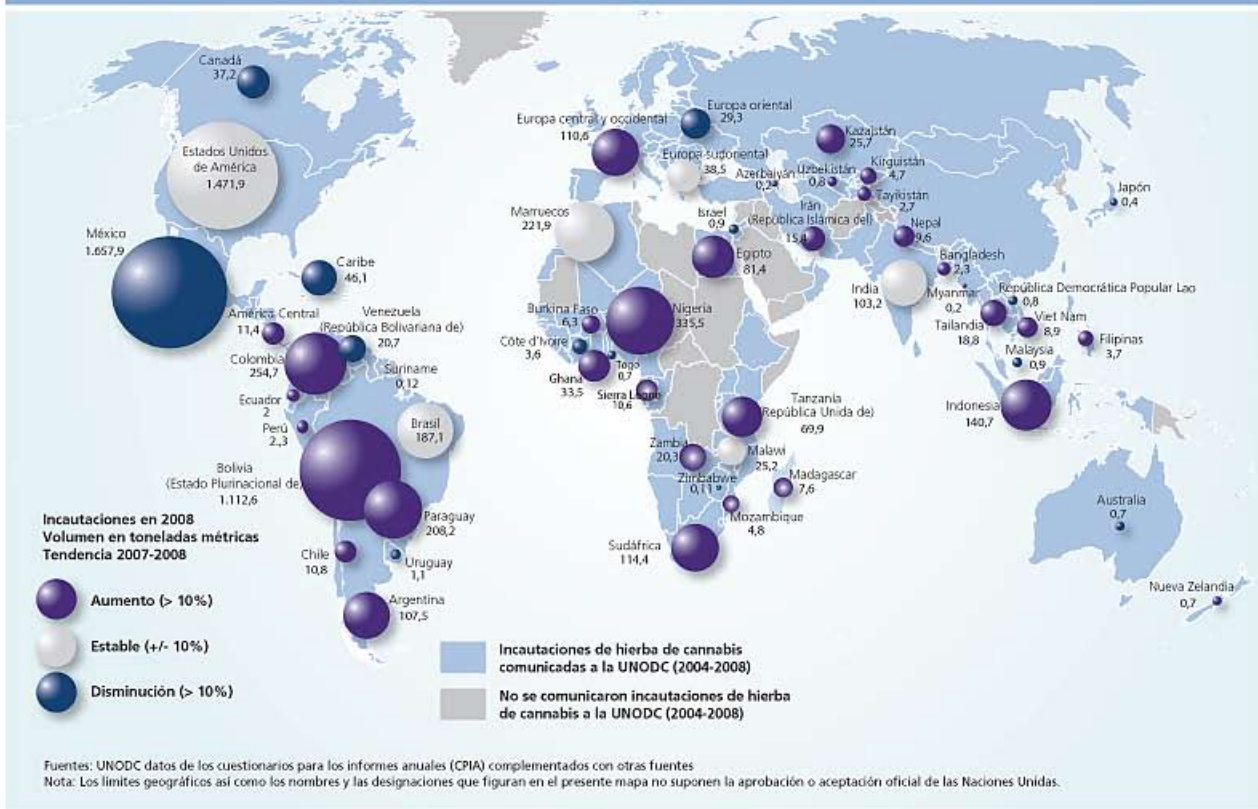 Canadá
37,2
Estados Unidos
de América
1.471,9
México
1.657,9
Caribe
46,1
América Central
11,4
Venezuela
(República Bolivariana de)
20,7
Colombia
254,7
Suriname
0,12
Ecuador
2
Perú
2,3
Brasil
187,1
Bolivia
(Estado Plurinacional de)
1.112,6
Paraguay
208,2
Chile
10,8
Uruguay
1,1
Argentina
107,5
Europa central y occidental
110,6
Europa oriental
29,3
Europa sudoriental
38,5
Kazajstán
25,7
Azerbaiyán
0,2
Uzbekistán
0,8
Kirguistán
4,7
Tayikistán
2,7
Japón
0,4
Marruecos
221,9
Israel
0,9
Irán
(República Islámica del)
Nepal
9,6
Egipto
81,4
Bangladesh
2,3
India
103,2
Myanmar
0,2
República Democrática Popular Lao
0,8
Tailandia
18,8
Viet Nam
8,9
Filipinas
3,7
Malaysia
0,9
Indonesia
140,7
Burkina Faso
6,3
Nigeria
335,5
Côte d'Ivoire
3,6
Togo
0,7
Ghana
33,5
Sierra Leone
10,6
Tanzanía
(República Unida de)
69,9
Zambia
20,3
Malawi
25,2
Zimbabwe
0,11
Madagascar
7,6
Mozambique
4,8
Sudáfrica
114,4
Australia
0,7
Nueva Zelandia
0,7
Incautaciones en 2008
Volumen en toneladas métricas
Tendencia 2007-2008
Aumento (> 10%)
Estable (+/- 10%)
Disminución (> 10%)
Incautaciones de hierba de cannabis
comunicadas a la UNODC (2004-2008)
No se comunicaron incautaciones de hierba
de cannabis a la UNODC (2004-2008)
Fuentes: UNODC datos de los cuestionarios para los informes anuales (CPIA) complementados con otras fuentes
Nota: Los límites geográficos así como los nombres y las designaciones que figuran en el presente mapa no suponen la aprobación o aceptación oficial de las Naciones Unidas.